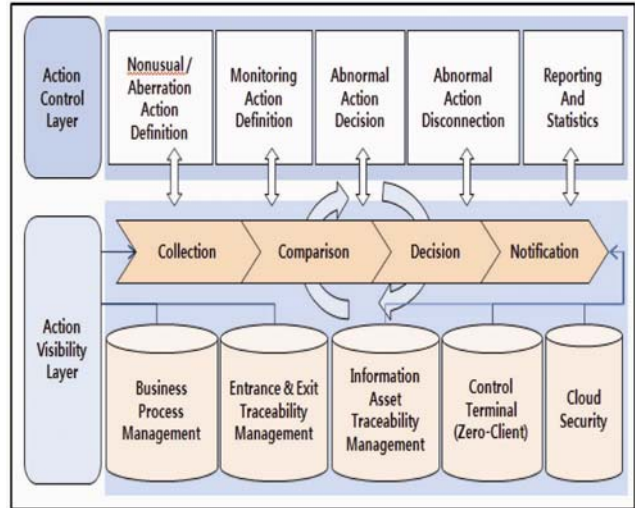 Action
Control
Layer
Nonusual /
Aberration
Action
Definition
Monitoring
Action
Definition
Abnormal
Action
Decision
Abnormal
Action
Disconnection
Reporting
And
Statistics
Collection
Comparison
Decision
Notification
Action
Visibility
Layer
Business
Process
Management
Entrance & Exit
Traceability
Management
Information
Asset
Traceability
Management
Control
Terminal
(Zero-Client)
Cloud
Security